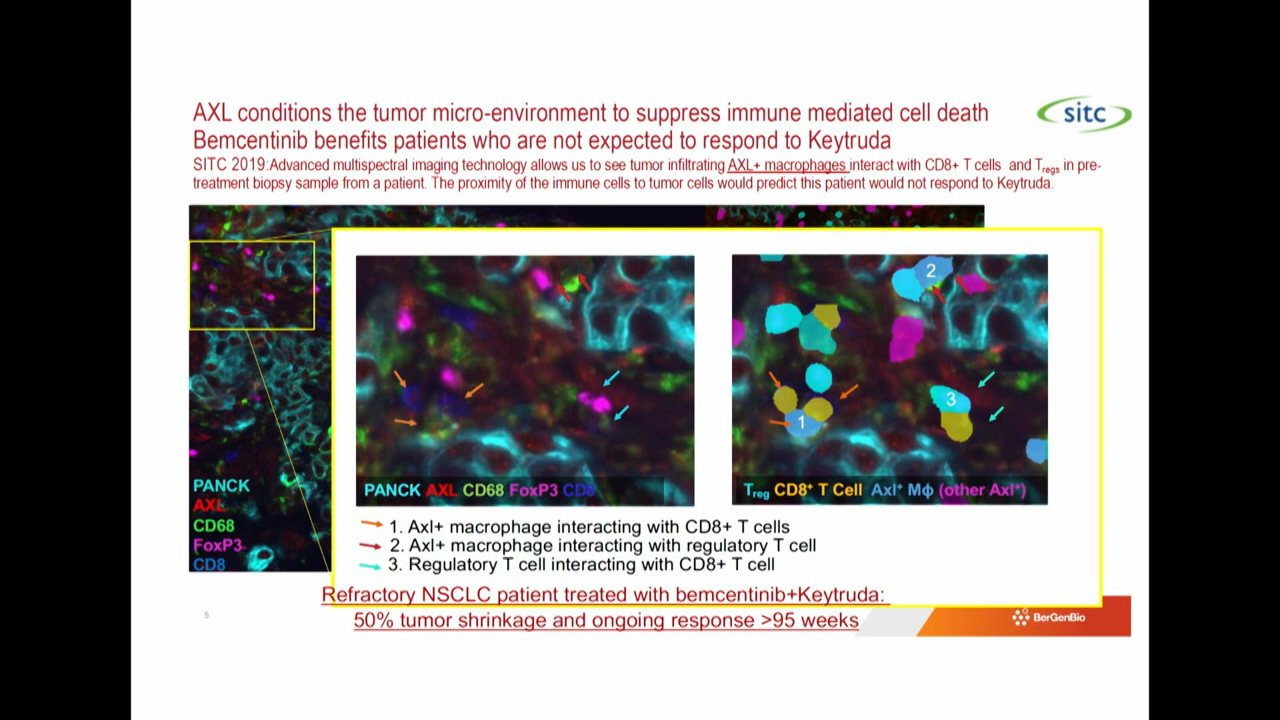 AXL conditions the tumor micro-environment to suppress immune mediated cell death
Bemcentinib benefits patients who are not expected to respond to Keytruda
SITC 2019:Advanced multispectral imaging technology allows us to see tumor infiltrating AXL+ macrophages interact with CD8+ T cells and Tregs in pre-
treatment biopsy sample from a patient. The proximity of the immune cells to tumor cells would predict this patient would not respond to Keytruda.
sitc
PANCK
AXL
CD68
FoxP3
CD8
PANCK AXL CD68 FoxP3 CD8
2
3
1
Treg CD8+ T Cell Axl+ Mф (other Axl+)
1. Axl+ macrophage interacting with CD8+ T cells
2. Axl+ macrophage interacting with regulatory T cell
3. Regulatory T cell interacting with CD8+ T cell
Refractory NSCLC patient treated with bemcentinib+Keytruda:
50% tumor shrinkage and ongoing response >95 weeks
5
BerGenBio